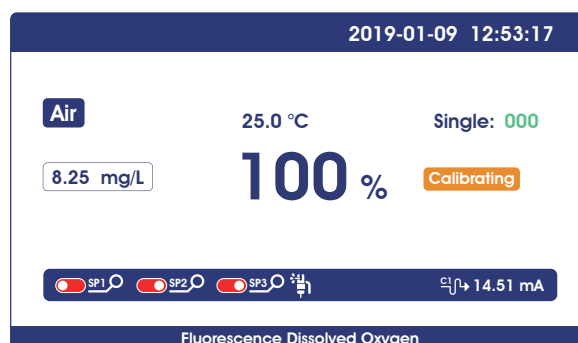 2019-01-09 12:53:17
Air
25.0 °C
Single: 000
8.25 mg/L
100 %
Calibrating
SP1 SP2 SP3 C1 14.51 mA
Fluorescence Dissolved Oxygen